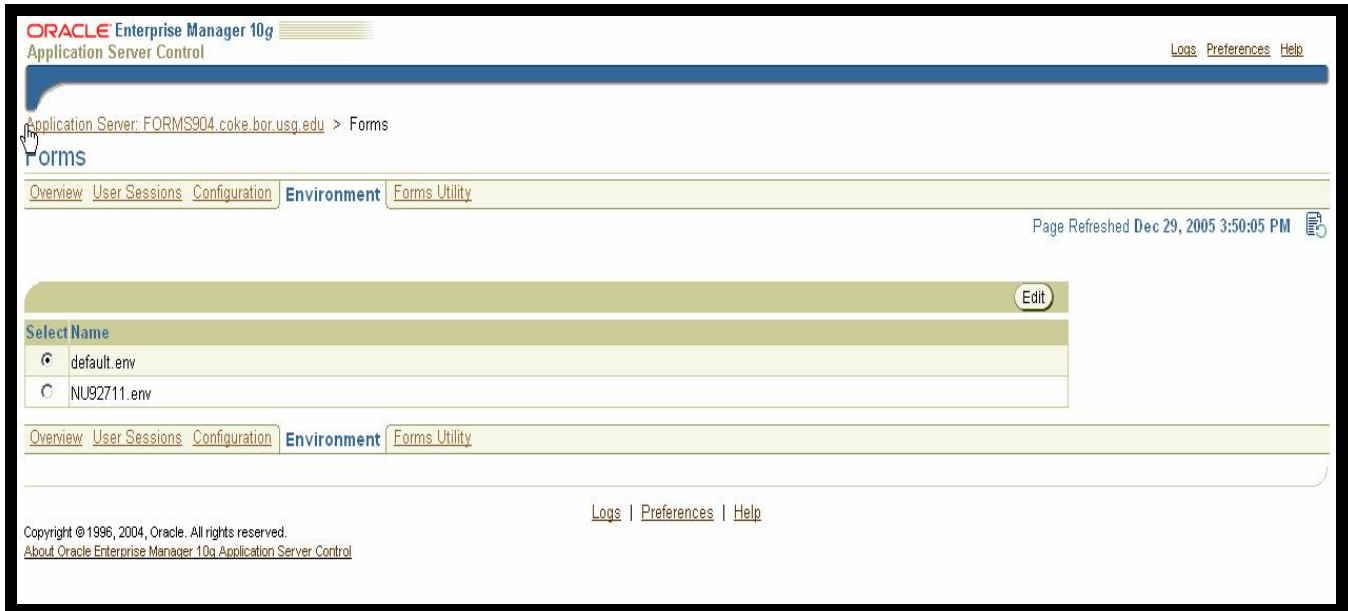 ORACLE Enterprise Manager 10g
Application Server Control
Logs Preferences Help
Application Server: FORMS904.coke.bor.usg.edu > Forms
Forms
Overview User Sessions Configuration Environment Forms Utility
Page Refreshed Dec 29, 2005 3:50:05 PM
Edit
Select Name
default.env
NU92711.env
Overview User Sessions Configuration Environment Forms Utility
Logs | Preferences | Help
Copyright © 1996, 2004, Oracle. All rights reserved.
About Oracle Enterprise Manager 10g Application Server Control